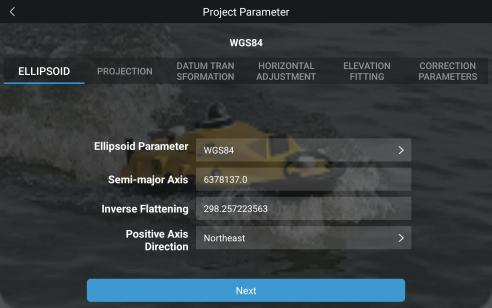 Project Parameter
WGS84
ELLIPSOID
PROJECTION
DATUM TRAN
SFORMATION
HORIZONTAL
ADJUSTMENT
ELEVATION
FITTING
CORRECTION
PARAMETERS
Ellipsoid Parameter
WGS84
Semi-major Axis
6378137.0
Inverse Flattening
298.257223563
Positive Axis
Direction
Northeast
Next